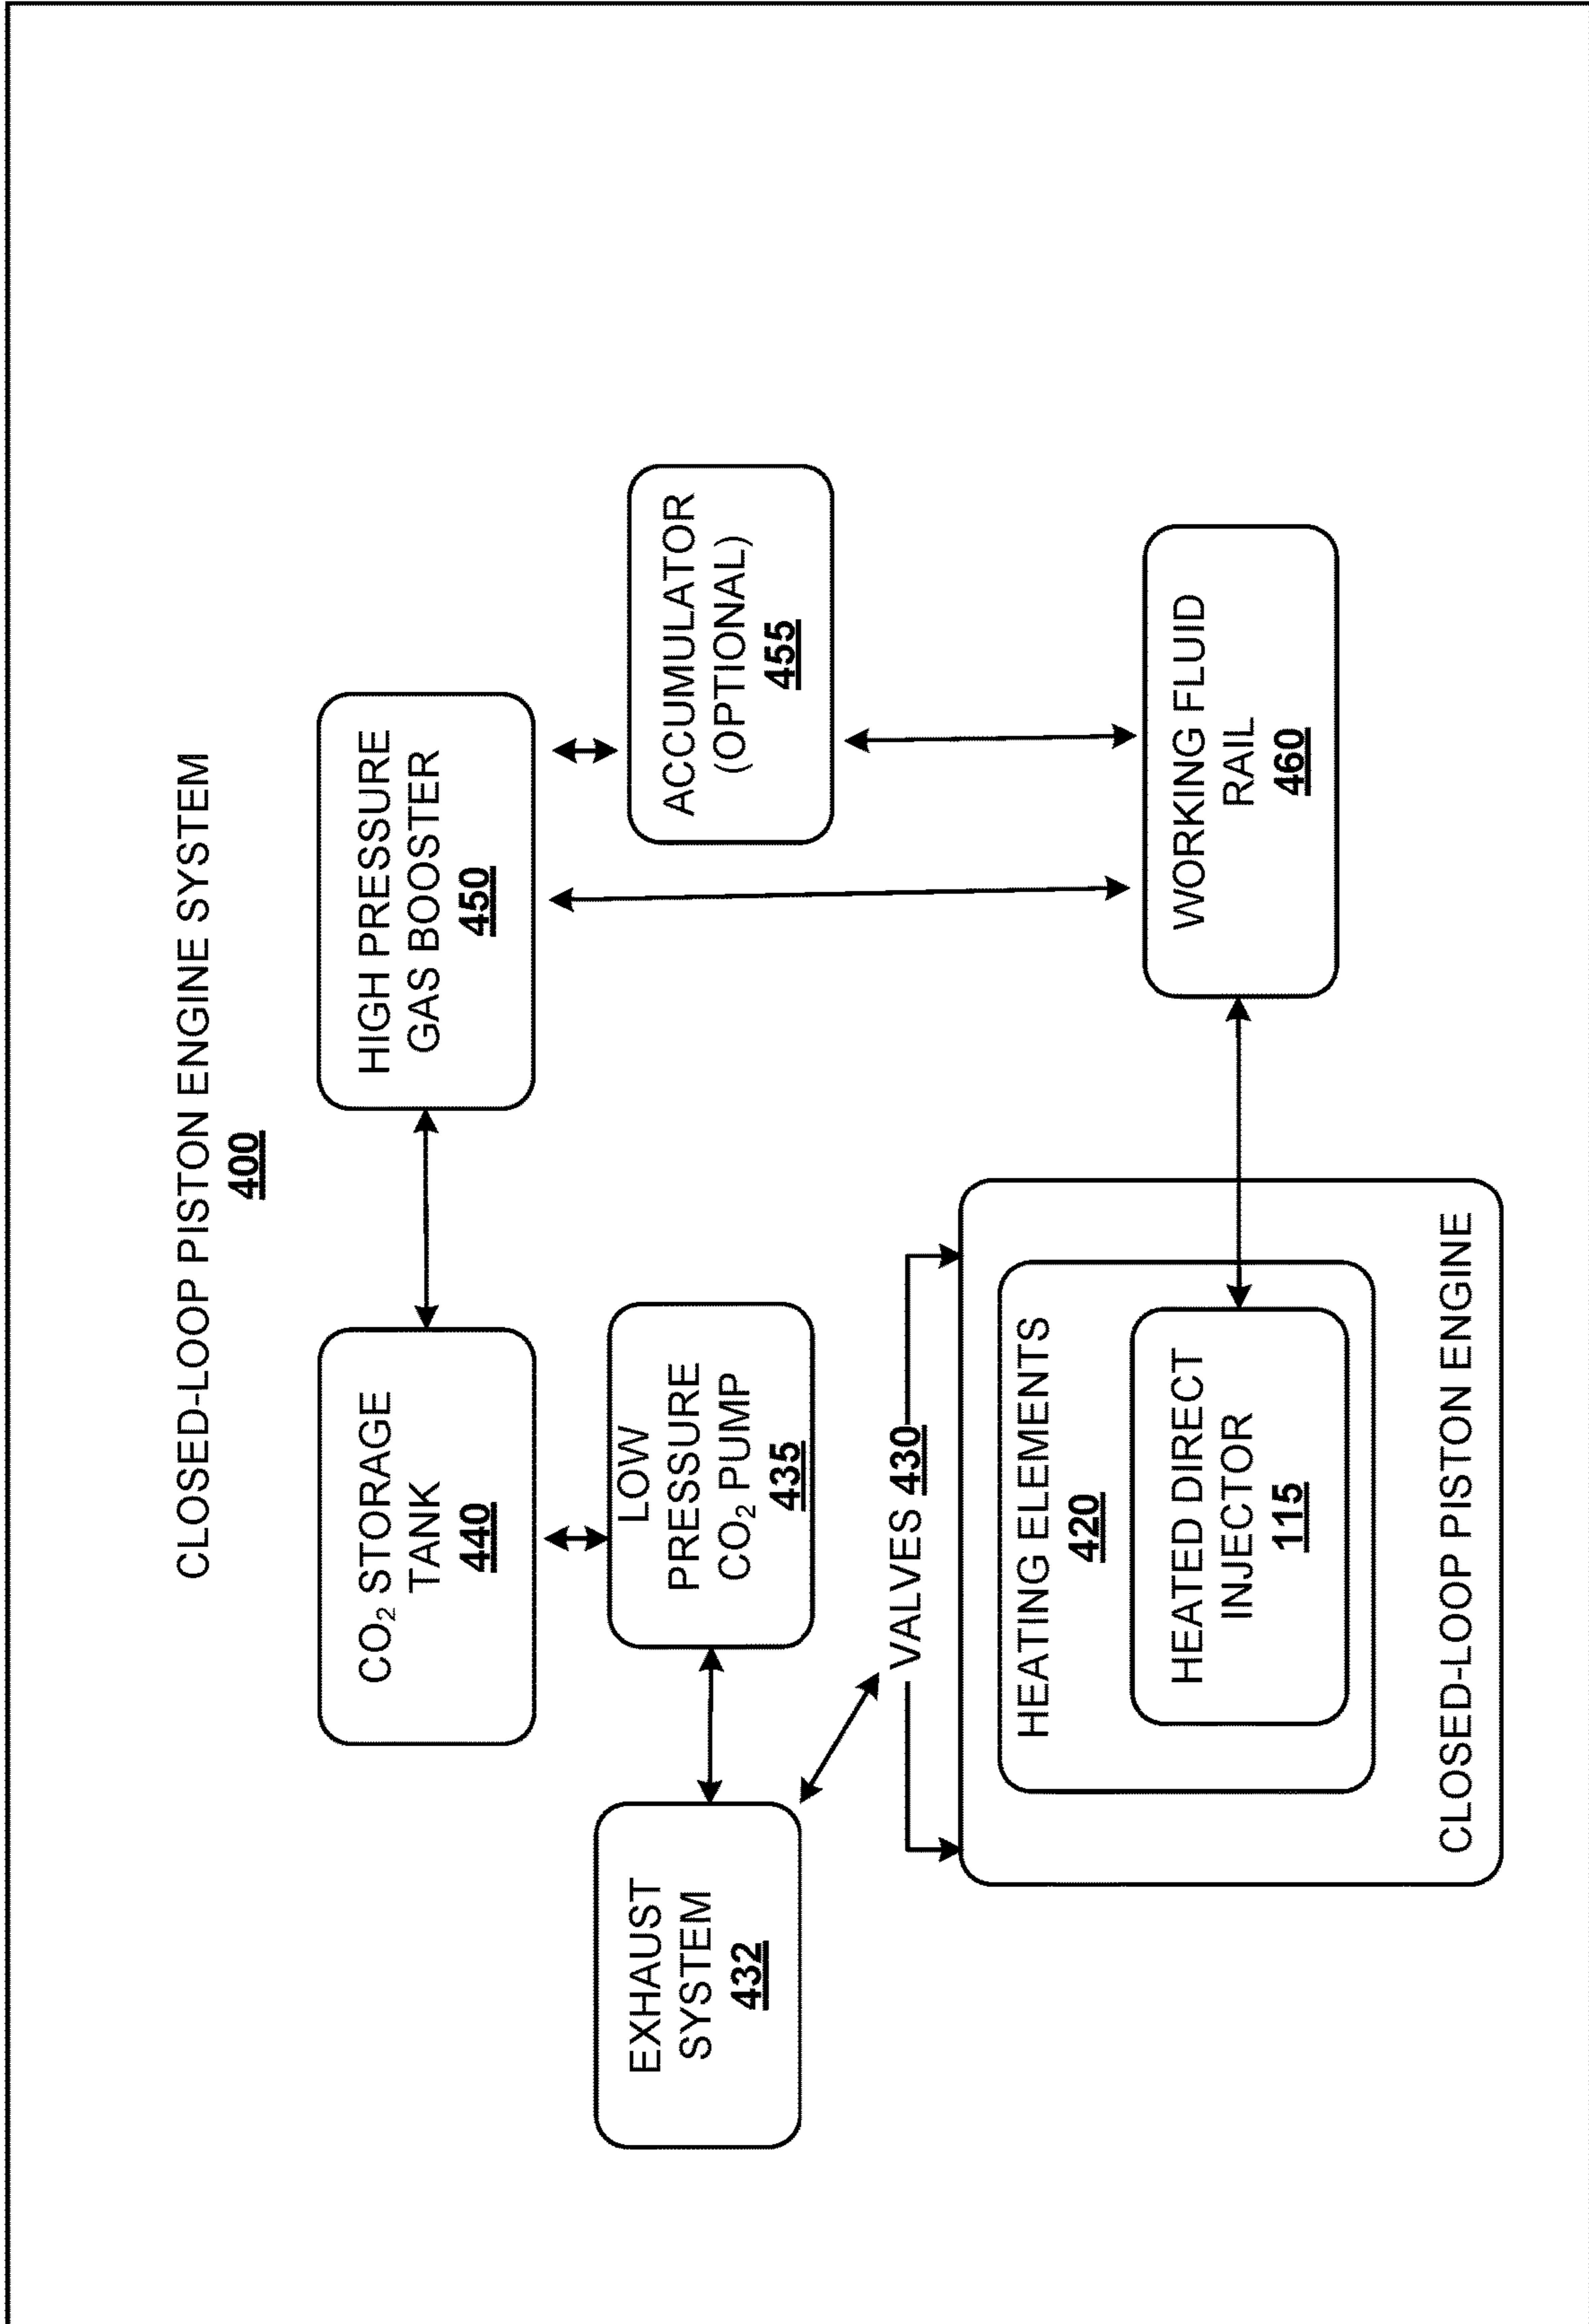 CLOSED-LOOP PISTON ENGINE SYSTEM
400
CO₂ STORAGE
TANK
440
HIGH PRESSURE
GAS BOOSTER
450
EXHAUST
SYSTEM
432
LOW
PRESSURE
CO₂ PUMP
435
ACCUMULATOR
(OPTIONAL)
455
VALVES 430
HEATING ELEMENTS
420
HEATED DIRECT
INJECTOR
115
CLOSED-LOOP PISTON ENGINE
WORKING FLUID
RAIL
460